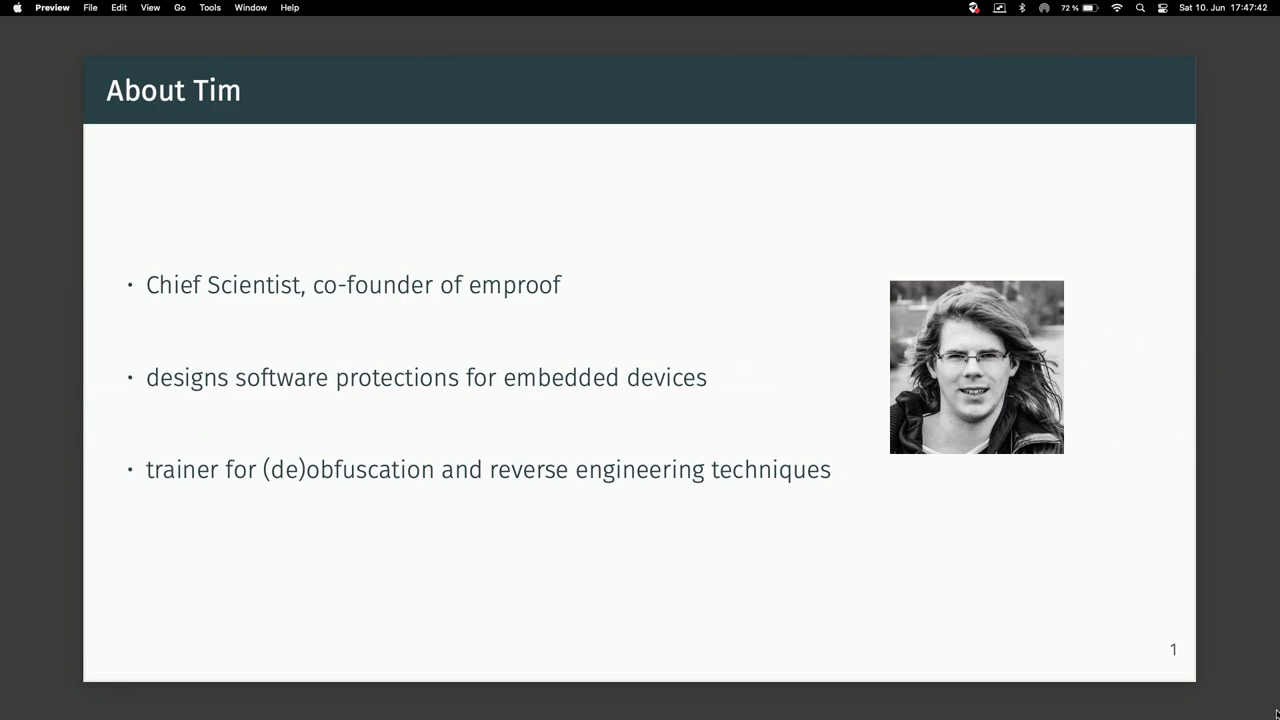 Preview File Edit View Go Tools Window Help 72 % Sat 10. Jun 17:47:42
About Tim
• Chief Scientist, co-founder of emproof
• designs software protections for embedded devices
• trainer for (de)obfuscation and reverse engineering techniques
1